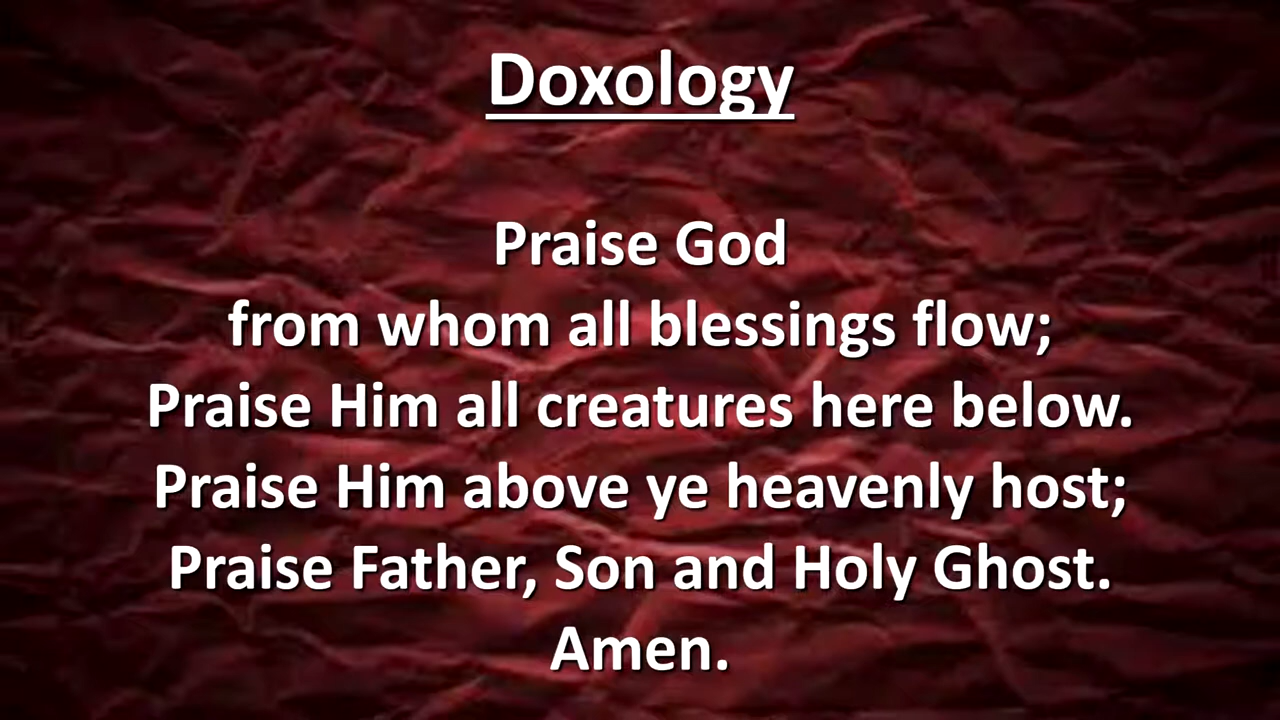 Doxology
Praise God
from whom all blessings flow;
Praise Him all creatures here below.
Praise Him above ye heavenly host;
Praise Father, Son and Holy Ghost.
Amen.